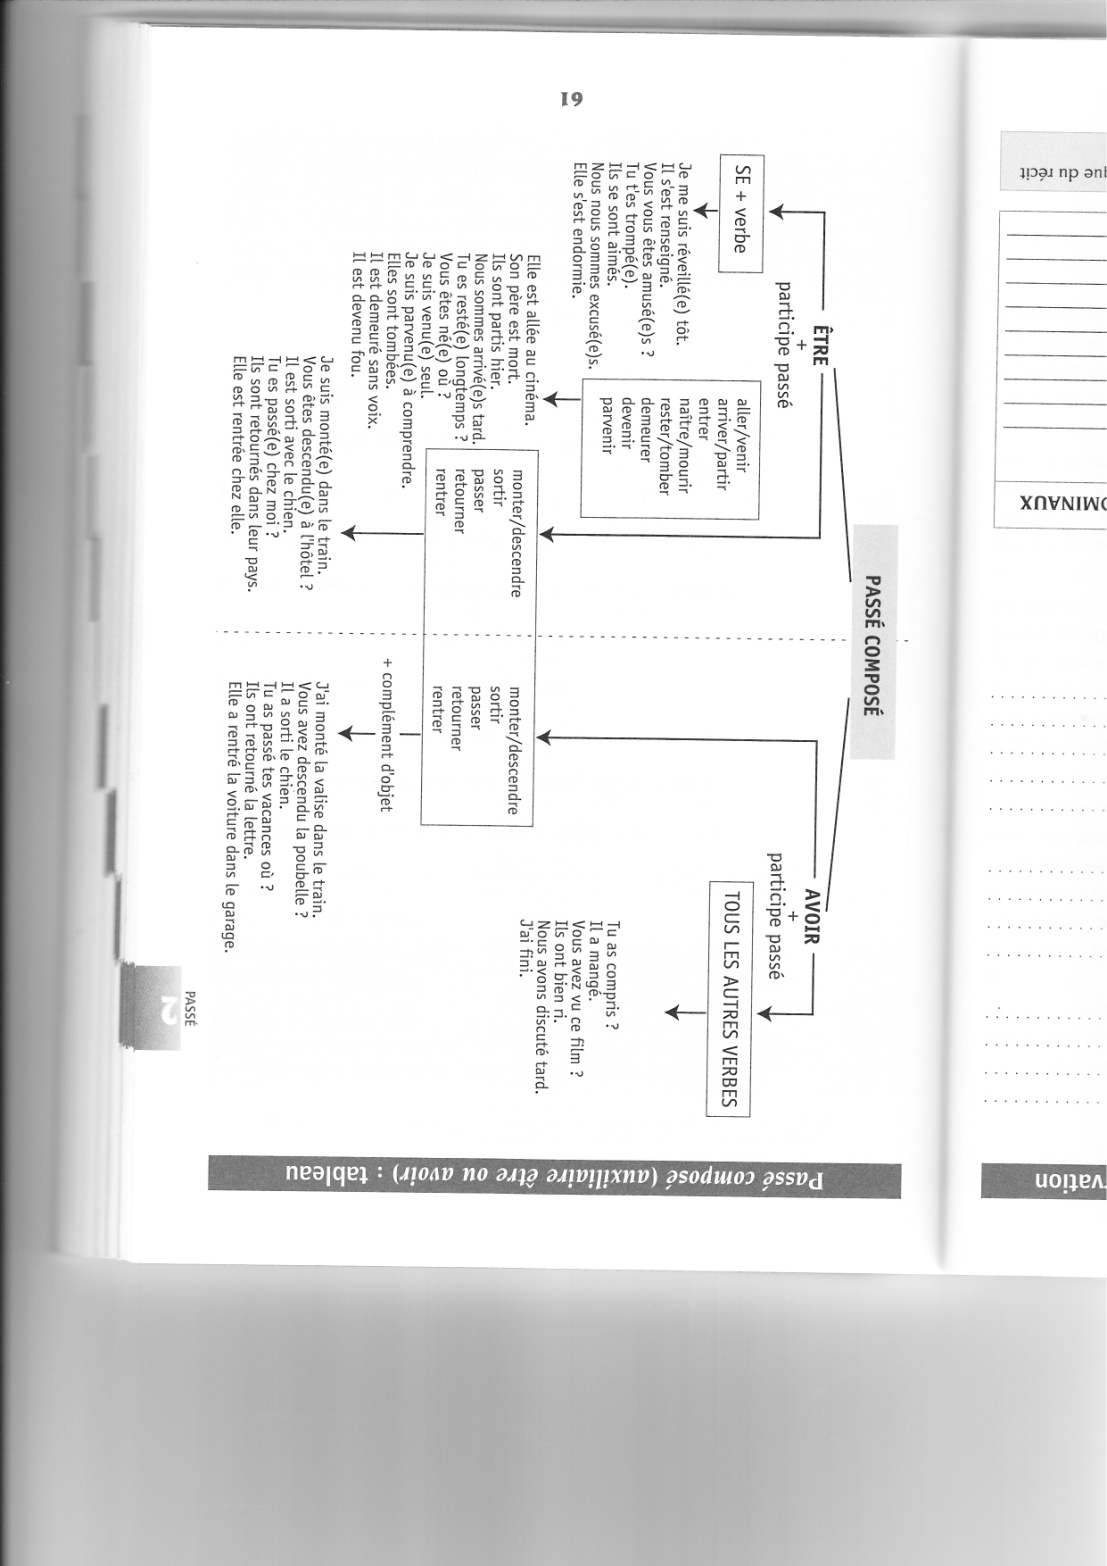 Passé composé (auxiliaire être ou avoir) : tableau
PASSÉ COMPOSÉ
ÊTRE
+
participe passé
SE + verbe
Je me suis réveillé(e) tôt.
Il s'est renseigné.
Vous vous êtes amusé(e)s ?
Tu t'es trompé(e).
Ils se sont aimés.
Nous nous sommes excusé(e)s.
Elle s'est endormie.
aller/venir
arriver/partir
entrer
naître/mourir
rester/tomber
demeurer
devenir
parvenir
Elle est allée au cinéma.
Son père est mort.
Ils sont partis hier.
Nous sommes arrivé(e)s tard.
Tu es resté(e) longtemps ?
Vous êtes né(e) où ?
Je suis venu(e) seul.
Je suis parvenu(e) à comprendre.
Elles sont tombées.
Il est demeuré sans voix.
Il est devenu fou.
monter/descendre
sortir
passer
retourner
rentrer
Je suis monté(e) dans le train.
Vous êtes descendu(e) à l'hôtel ?
Il est sorti avec le chien.
Tu es passé(e) chez moi ?
Ils sont retournés dans leur pays.
Elle est rentrée chez elle.
AVOIR
+
participe passé
monter/descendre
sortir
passer
retourner
rentrer
+ complément d'objet
J'ai monté la valise dans le train.
Vous avez descendu la poubelle ?
Il a sorti le chien.
Tu as passé tes vacances où ?
Ils ont retourné la lettre.
Elle a rentré la voiture dans le garage.
TOUS LES AUTRES VERBES
Tu as compris ?
Il a mangé.
Vous avez vu ce film ?
Ils ont bien ri.
Nous avons discuté tard.
J'ai fini.
PASSÉ
2
61
que du récit